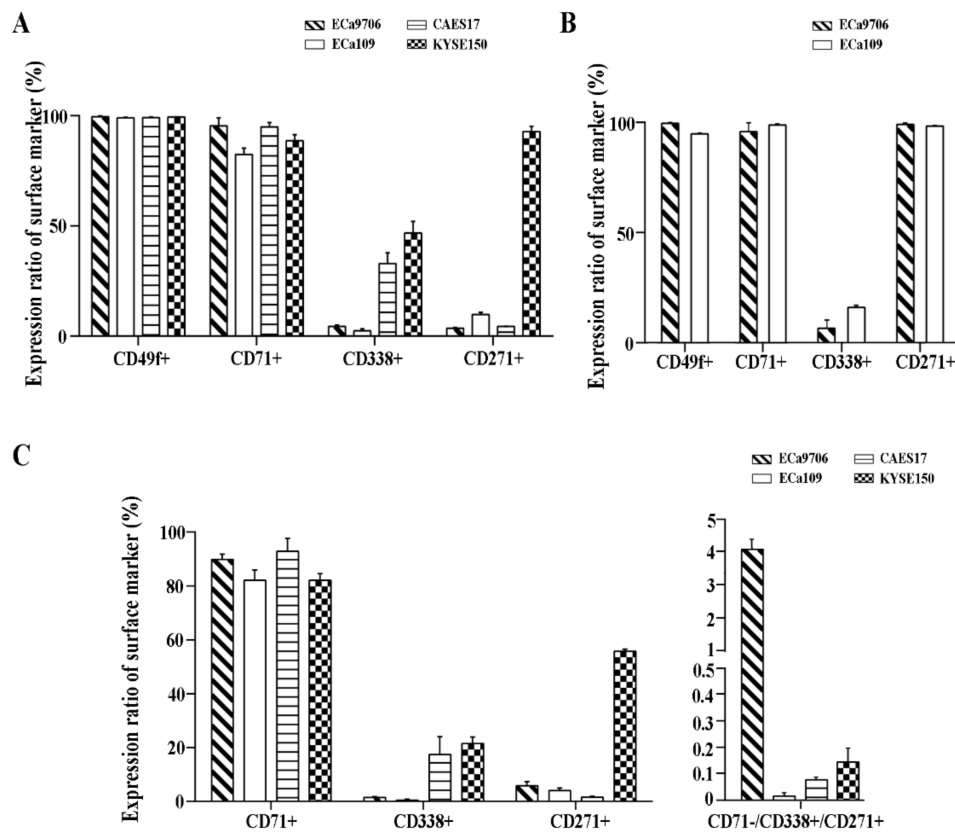 A
ECa9706
CAES17
ECa109
KYSE150
Expression ratio of surface marker (%)
100
50
0
CD49f+
CD71+
CD338+
CD271+
B
ECa9706
ECa109
Expression ratio of surface marker (%)
100
50
0
CD49f+
CD71+
CD338+
CD271+
C
ECa9706
CAES17
ECa109
KYSE150
Expression ratio of surface marker (%)
100
80
60
40
20
0
CD71+
CD338+
CD271+
5
4
3
2
1
0.5
0.4
0.3
0.2
0.1
0
CD71-/CD338+/CD271+